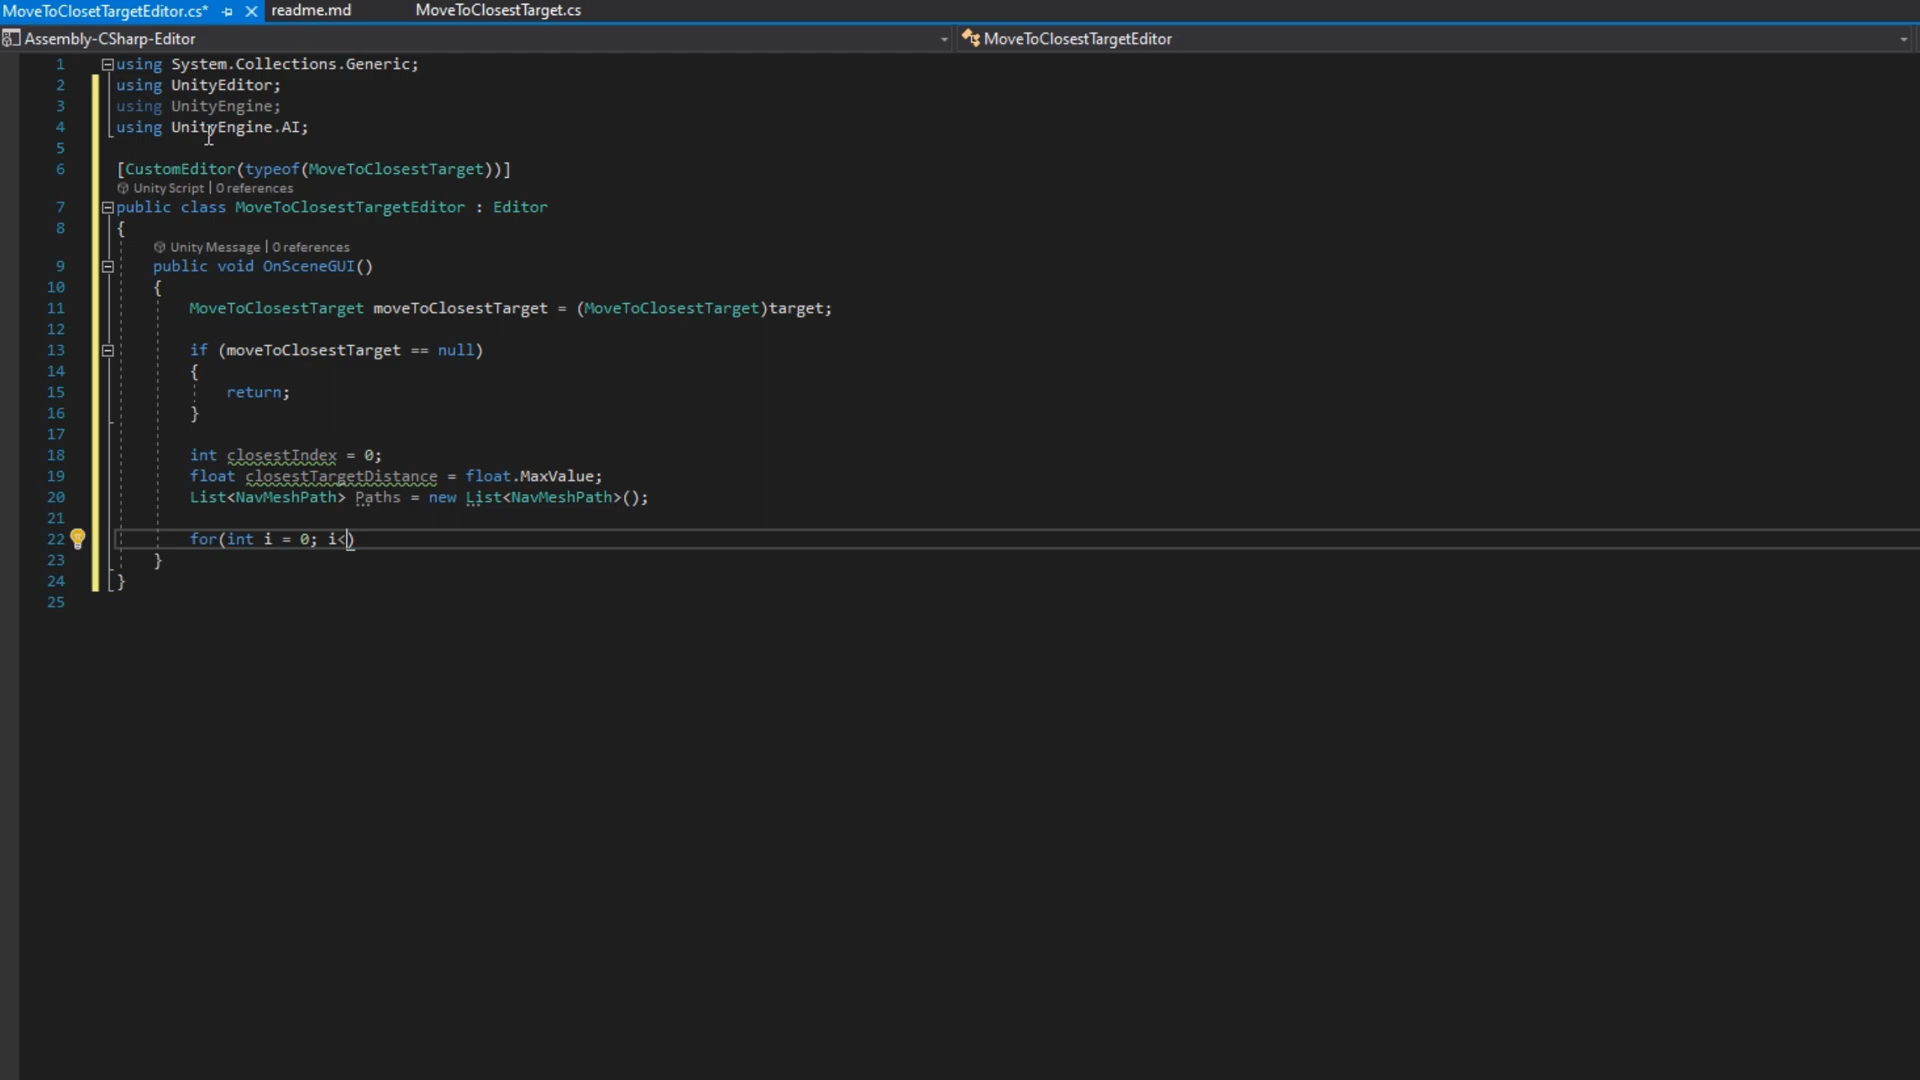 MoveToClosetTargetEditor.cs*
readme.md
MoveToClosestTarget.cs
Assembly-CSharp-Editor
MoveToClosestTargetEditor
1 using System.Collections.Generic;
2 using UnityEditor;
3 using UnityEngine;
4 using UnityEngine.AI;
5
6 [CustomEditor(typeof(MoveToClosestTarget))]
Unity Script | 0 references
7 public class MoveToClosestTargetEditor : Editor
8 {
Unity Message | 0 references
9 public void OnSceneGUI()
10 {
11 MoveToClosestTarget moveToClosestTarget = (MoveToClosestTarget)target;
12
13 if (moveToClosestTarget == null)
14 {
15 return;
16 }
17
18 int closestIndex = 0;
19 float closestTargetDistance = float.MaxValue;
20 List<NavMeshPath> Paths = new List<NavMeshPath>();
21
22 for(int i = 0; i<)
23 }
24 }
25